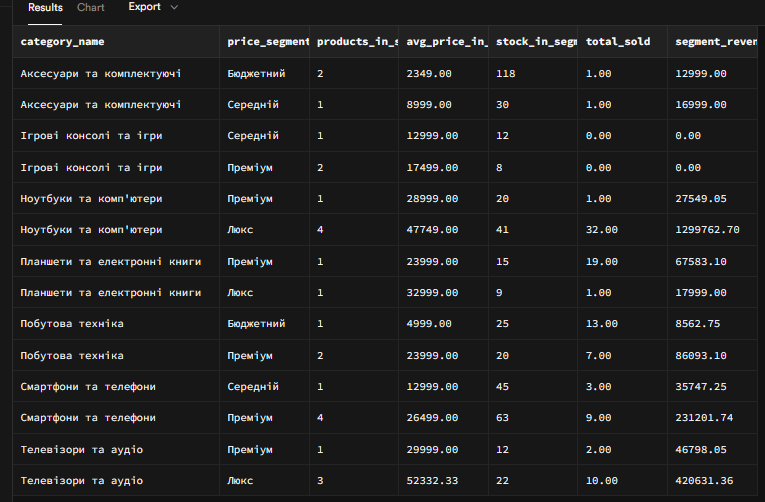 Results Chart Export
category_name price_segment products_in_s avg_price_in_ stock_in_segm total_sold segment_reven
Аксесуари та комплектуючі Бюджетний 2 2349.00 118 1.00 12999.00
Аксесуари та комплектуючі Середній 1 8999.00 30 1.00 16999.00
Ігрові консолі та ігри Середній 1 12999.00 12 0.00 0.00
Ігрові консолі та ігри Преміум 2 17499.00 8 0.00 0.00
Ноутбуки та комп'ютери Преміум 1 28999.00 20 1.00 27549.05
Ноутбуки та комп'ютери Люкс 4 47749.00 41 32.00 1299762.70
Планшети та електронні книги Преміум 1 23999.00 15 19.00 67583.10
Планшети та електронні книги Люкс 1 32999.00 9 1.00 17999.00
Побутова техніка Бюджетний 1 4999.00 25 13.00 8562.75
Побутова техніка Преміум 2 23999.00 20 7.00 86093.10
Смартфони та телефони Середній 1 12999.00 45 3.00 35747.25
Смартфони та телефони Преміум 4 26499.00 63 9.00 231201.74
Телевізори та аудіо Преміум 1 29999.00 12 2.00 46798.05
Телевізори та аудіо Люкс 3 52332.33 22 10.00 420631.36